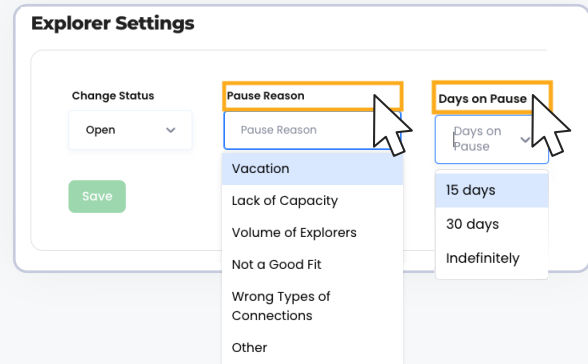 Explorer Settings
Change Status
Pause Reason
Days on Pause
Open
Pause Reason
Days on
Pause
Save
Vacation
Lack of Capacity
Volume of Explorers
Not a Good Fit
Wrong Types of
Connections
Other
15 days
30 days
Indefinitely